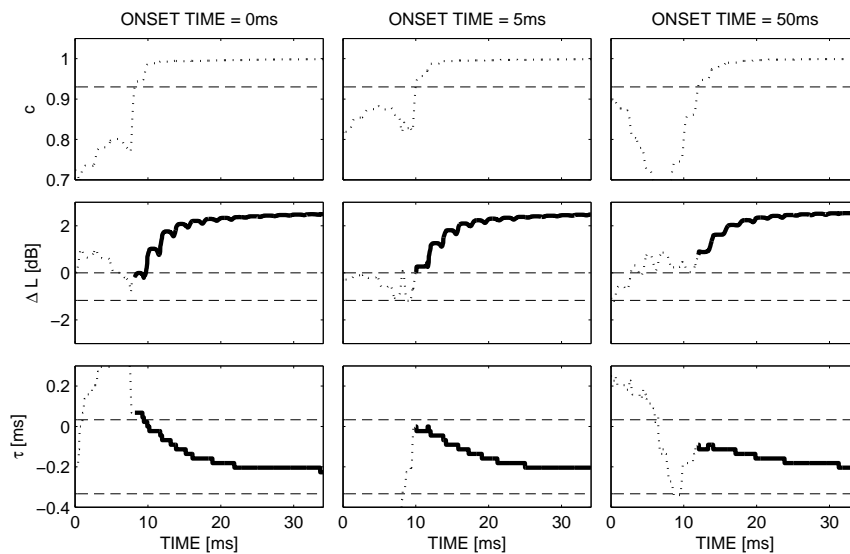 ONSET TIME = 0ms
ONSET TIME = 5ms
ONSET TIME = 50ms
1
0.9
0.8
0.7
c
2
0
−2
Δ L [dB]
0.2
0
−0.2
−0.4
τ [ms]
0 10 20 30
0 10 20 30
0 10 20 30
TIME [ms]
TIME [ms]
TIME [ms]